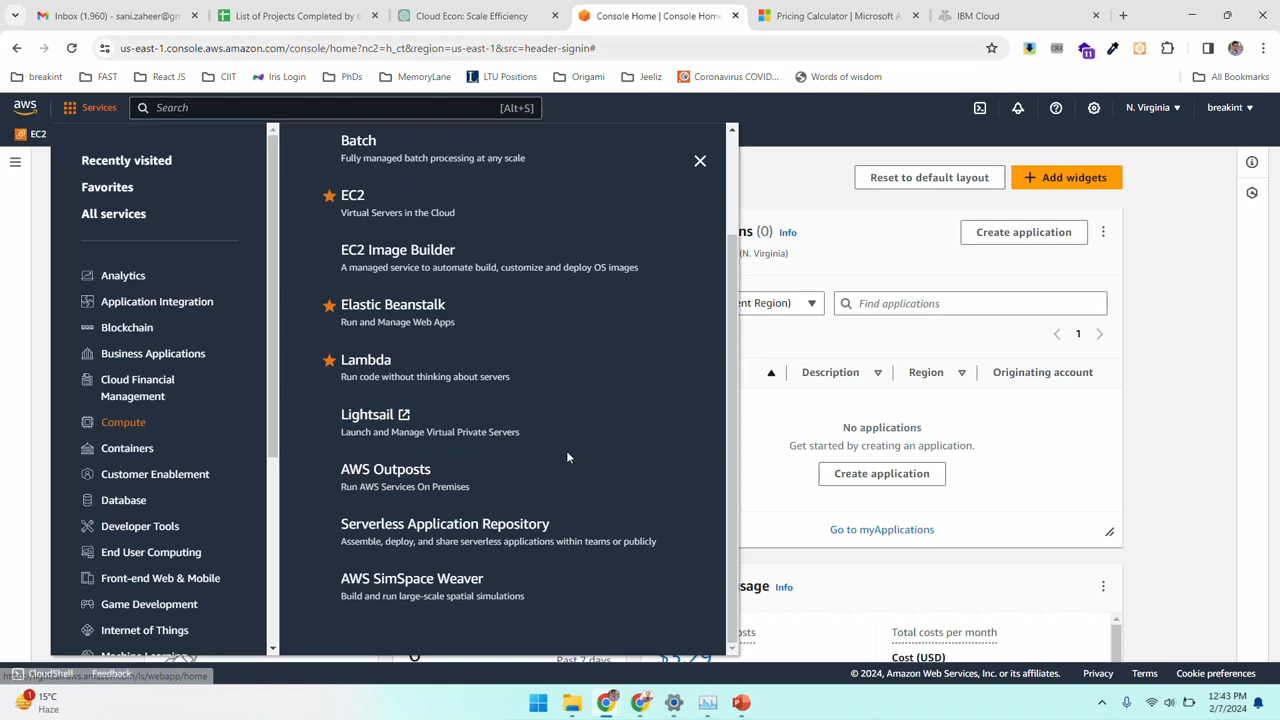 Inbox (1,960) - sani.zaheer@gm
List of Projects Completed by b
Cloud Econ: Scale Efficiency
Console Home | Console Home
Pricing Calculator | Microsoft A
IBM Cloud
us-east-1.console.aws.amazon.com/console/home?nc2=h_ct&region=us-east-1&src=header-signin#
11
breakint
FAST
React JS
CIIT
Iris Login
PhDs
MemoryLane
LTU Positions
Origami
Jeeliz
Coronavirus COVID...
Words of wisdom
All Bookmarks
aws
Services
Search
[Alt+S]
N. Virginia
breakint
EC2
Recently visited
Favorites
All services
Analytics
Application Integration
Blockchain
Business Applications
Cloud Financial
Management
Compute
Containers
Customer Enablement
Database
Developer Tools
End User Computing
Front-end Web & Mobile
Game Development
Internet of Things
Batch
Fully managed batch processing at any scale
EC2
Virtual Servers in the Cloud
EC2 Image Builder
A managed service to automate build, customize and deploy OS images
Elastic Beanstalk
Run and Manage Web Apps
Lambda
Run code without thinking about servers
Lightsail
Launch and Manage Virtual Private Servers
AWS Outposts
Run AWS Services On Premises
Serverless Application Repository
Assemble, deploy, and share serverless applications within teams or publicly
AWS SimSpace Weaver
Build and run large-scale spatial simulations
Reset to default layout
+ Add widgets
ns (0) Info
(N. Virginia)
Create application
ent Region)
Find applications
1
Description
Region
Originating account
No applications
Get started by creating an application.
Create application
Go to myApplications
usage Info
osts
Total costs per month
Cost (USD)
Past 7 days
CloudShell
Feedback
© 2024, Amazon Web Services, Inc. or its affiliates.
Privacy
Terms
Cookie preferences
1
15°C
Haze
12:43 PM
2/7/2024